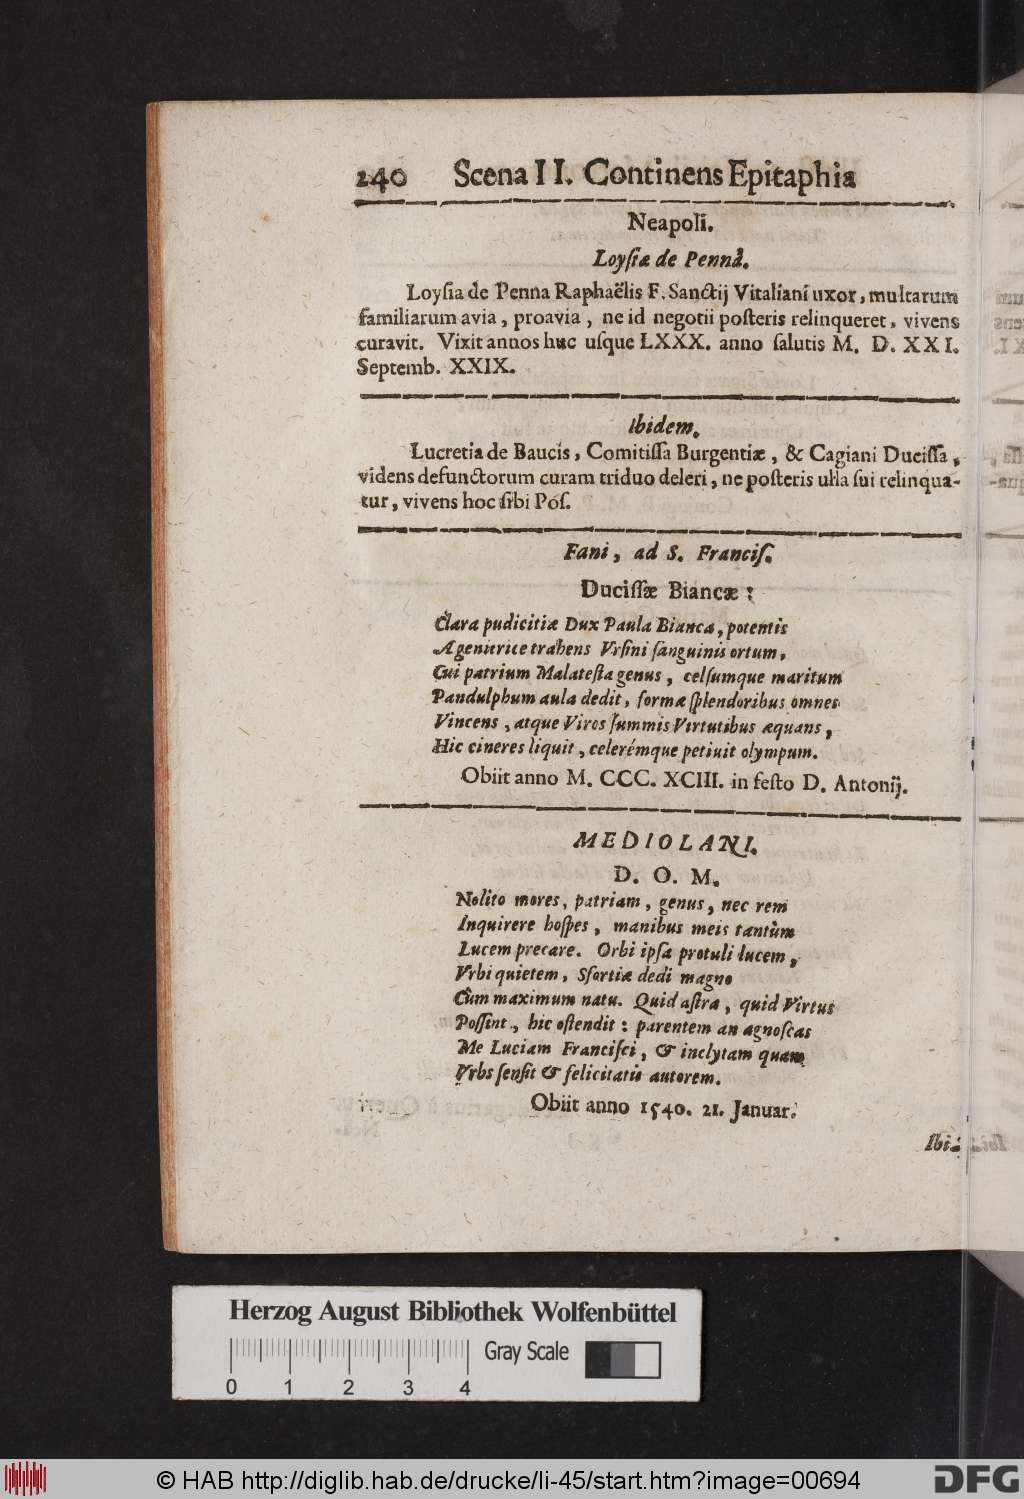 240 Scena II. Continens Epitaphia
Neapoli.
Loyſiæ de Pennâ.
Loyſia de Penna Raphaëlis F. Sanctij Vitaliani uxor, multarum
familiarum avia, proavia, ne id negotii poſteris relinqueret, vivens
curavit. Vixit annos huc uſque LXXX. anno ſalutis M. D. XXI.
Septemb. XXIX.
Ibidem.
Lucretia de Baucis, Comitiſſa Burgentiæ, & Cagiani Duciſſa,
videns defunctorum curam triduo deleri, ne poſteris ulla ſui relinqua-
tur, vivens hoc ſibi Poſ.
Fani, ad S. Franciſ.
Duciſſæ Biancæ:
Clara pudicitiæ Dux Paula Bianca, potentis
A genitrice trahens Vrſini ſanguinis ortum,
Cui patrium Malateſta genus, celſumque maritum
Pandulphum aula dedit, formæ ſplendoribus omnes
Vincens, atque Viros ſummis Virtutibus æquans,
Hic cineres liquit, celerémque petiuit olympum.
Obiit anno M. CCC. XCIII. in feſto D. Antonij.
MEDIOLANI.
D. O. M.
Nolito mores, patriam, genus, nec rem
Inquirere hoſpes, manibus meis tantùm
Lucem precare. Orbi ipſa protuli lucem,
Vrbi quietem, Sfortiæ dedi magno
Cùm maximum natu. Quid aſtra, quid Virtus
Poſſint, hic oſtendit: parentem an agnoſcas
Me Luciam Franciſci, & inclytam quam
Vrbs ſenſit & felicitatis autorem.
Obiit anno 1540. 21. Januar.
Ibi-
Herzog August Bibliothek Wolfenbüttel
Gray Scale
0 1 2 3 4
© HAB http://diglib.hab.de/drucke/li-45/start.htm?image=00694
DFG